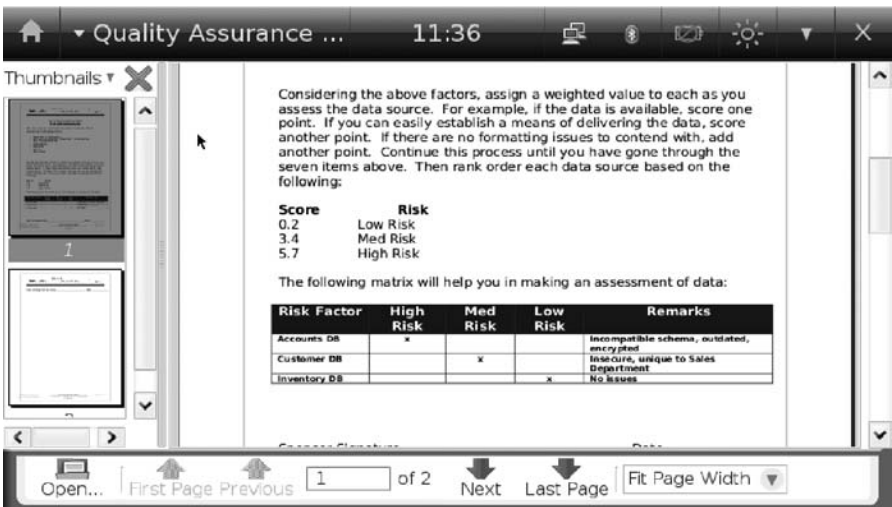 Quality Assurance ... 11:36
Thumbnails
Considering the above factors, assign a weighted value to each as you
assess the data source. For example, if the data is available, score one
point. If you can easily establish a means of delivering the data, score
another point. If there are no formatting issues to contend with, add
another point. Continue this process until you have gone through the
seven items above. Then rank order each data source based on the
following:
Score Risk
0.2 Low Risk
3.4 Med Risk
5.7 High Risk
The following matrix will help you in making an assessment of data:
Risk Factor High Risk Med Risk Low Risk Remarks
Accounts DB x Incompatible schema, outdated,
encrypted
Customer DB x Insecure, unique to Sales
Department
Inventory DB x No issues
1
Open... First Page Previous 1 of 2 Next Last Page Fit Page Width